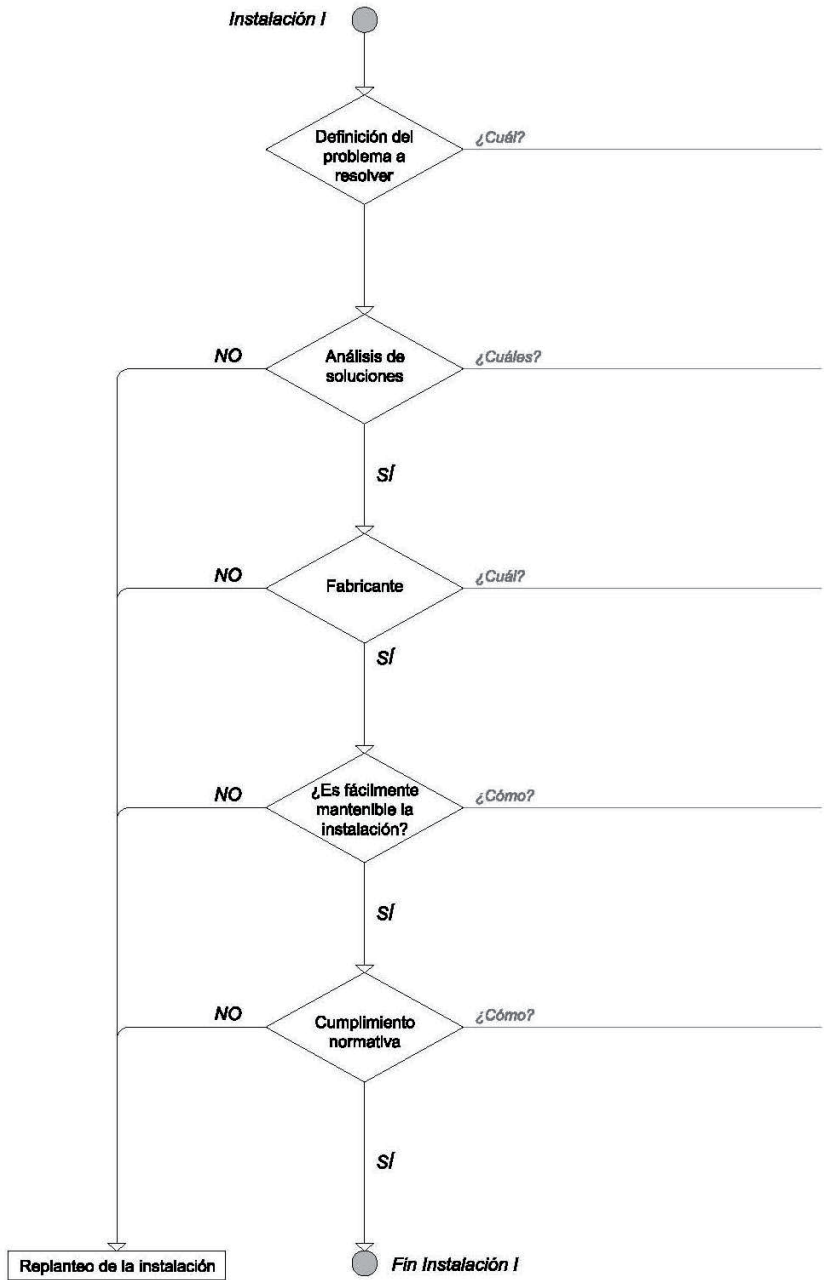 Instalación I
Definición del
problema a
resolver
¿Cuál?
NO
Análisis de
soluciones
¿Cuáles?
SÍ
NO
Fabricante
¿Cuál?
SÍ
NO
¿Es fácilmente
mantenible la
instalación?
¿Cómo?
SÍ
NO
Cumplimiento
normativa
¿Cómo?
SÍ
Replanteo de la instalación
Fin Instalación I